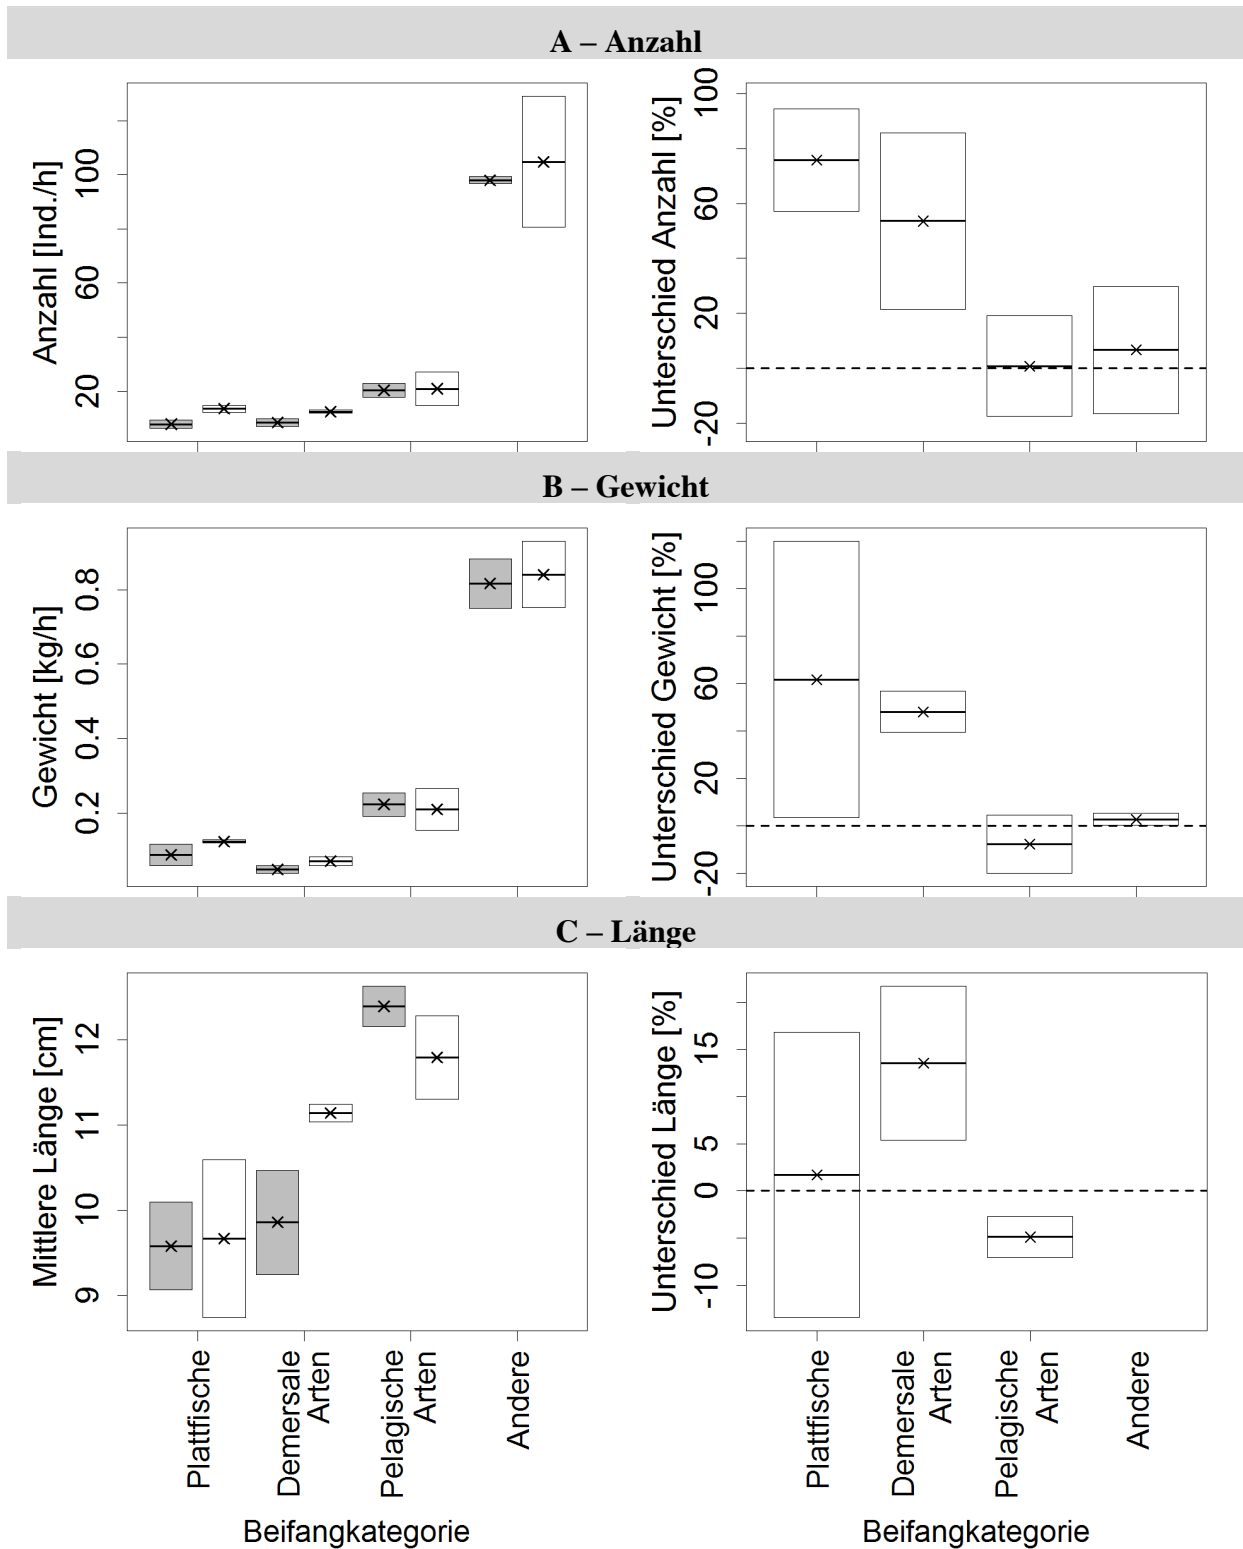 A – Anzahl
Anzahl [Ind./h]
100
60
20
Unterschied Anzahl [%]
100
60
20
-20
B – Gewicht
Gewicht [kg/h]
0.8
0.6
0.4
0.2
Unterschied Gewicht [%]
100
60
20
-20
C – Länge
Mittlere Länge [cm]
12
11
10
9
Unterschied Länge [%]
15
5
0
-10
Plattfische
Demersale
Arten
Pelagische
Arten
Andere
Beifangkategorie
Plattfische
Demersale
Arten
Pelagische
Arten
Andere
Beifangkategorie